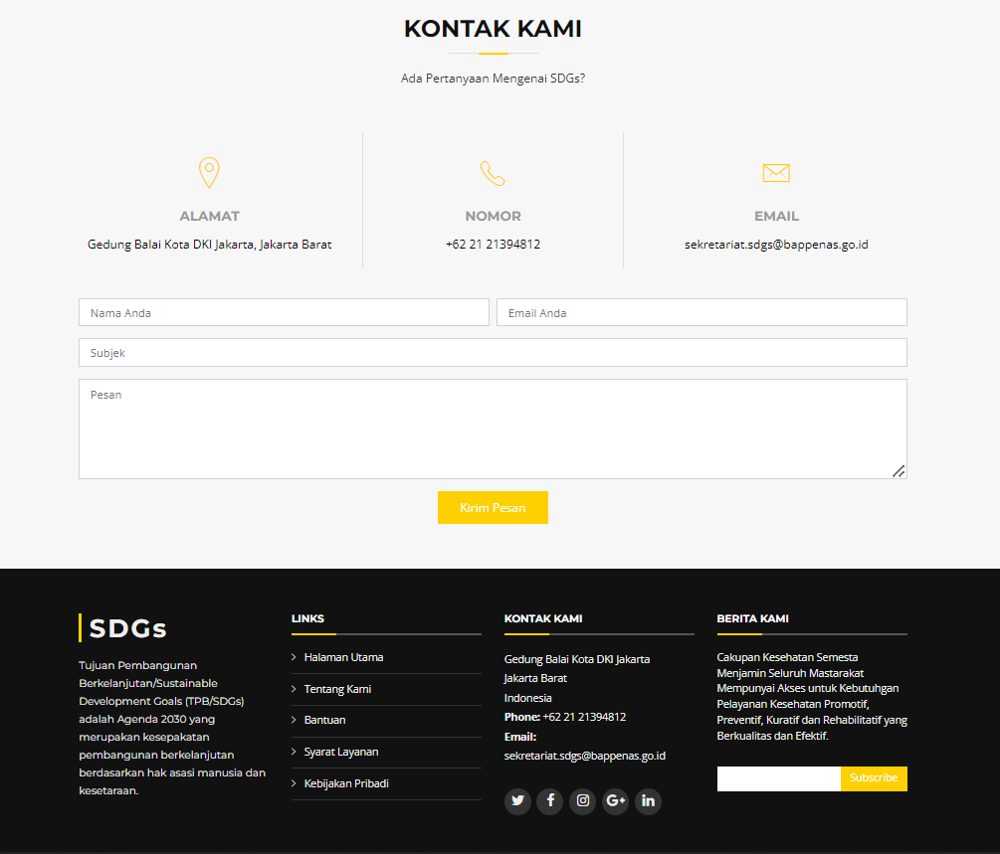 KONTAK KAMI
Ada Pertanyaan Mengenai SDGs?
ALAMAT
Gedung Balai Kota DKI Jakarta, Jakarta Barat
NOMOR
+62 21 21394812
EMAIL
sekretariat.sdgs@bappenas.go.id
Nama Anda
Email Anda
Subjek
Pesan
Kirim Pesan
SDGs
Tujuan Pembangunan
Berkelanjutan/Sustainable
Development Goals (TPB/SDGs)
adalah Agenda 2030 yang
merupakan kesepakatan
pembangunan berkelanjutan
berdasarkan hak asasi manusia dan
kesetaraan.
LINKS
Halaman Utama
Tentang Kami
Bantuan
Syarat Layanan
Kebijakan Pribadi
KONTAK KAMI
Gedung Balai Kota DKI Jakarta
Jakarta Barat
Indonesia
Phone: +62 21 21394812
Email:
sekretariat.sdgs@bappenas.go.id
BERITA KAMI
Cakupan Kesehatan Semesta
Menjamin Seluruh Mastarakat
Mempunyai Akses untuk Kebutuhgan
Pelayanan Kesehatan Promotif,
Preventif, Kuratif dan Rehabilitatif yang
Berkualitas dan Efektif.
Subscribe